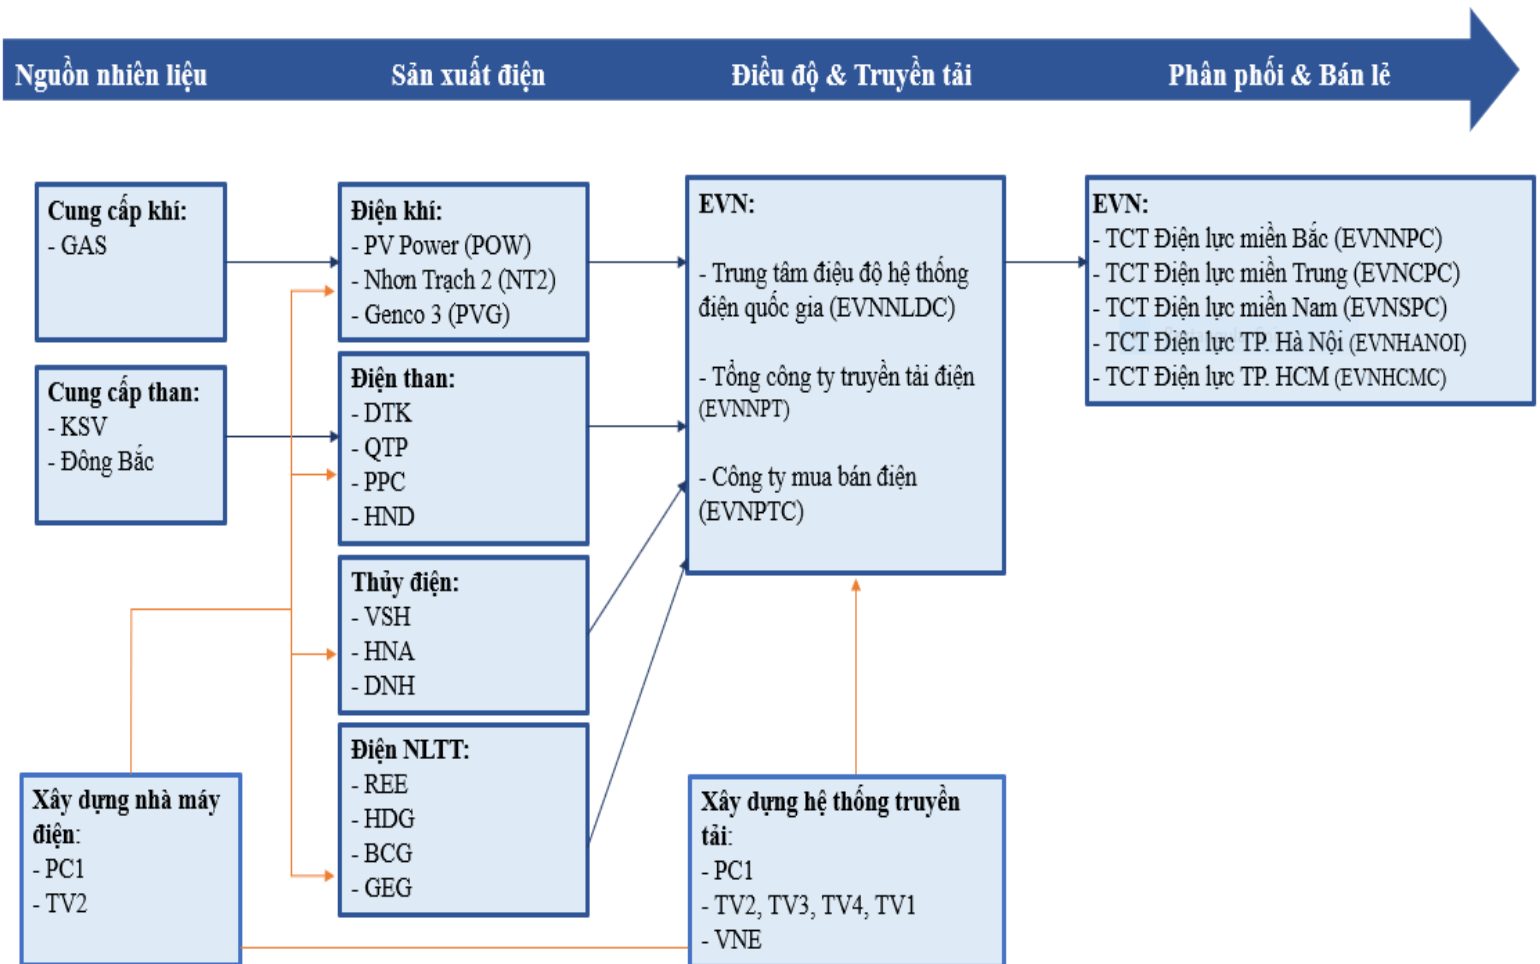 Nguồn nhiên liệu
Sản xuất điện
Điều độ & Truyền tải
Phân phối & Bán lẻ
Cung cấp khí:
- GAS
Cung cấp than:
- KSV
- Đông Bắc
Điện khí:
- PV Power (POW)
- Nhơn Trạch 2 (NT2)
- Genco 3 (PVG)
Điện than:
- DTK
- QTP
- PPC
- HND
Thủy điện:
- VSH
- HNA
- DNH
Điện NLTT:
- REE
- HDG
- BCG
- GEG
EVN:
- Trung tâm điệu độ hệ thống
điện quốc gia (EVNNLDC)
- Tổng công ty truyền tải điện
(EVNNPT)
- Công ty mua bán điện
(EVNPTC)
EVN:
- TCT Điện lực miền Bắc (EVNNPC)
- TCT Điện lực miền Trung (EVNCPC)
- TCT Điện lực miền Nam (EVNSPC)
- TCT Điện lực TP. Hà Nội (EVNHANOI)
- TCT Điện lực TP. HCM (EVNHCMC)
Xây dựng nhà máy
điện:
- PC1
- TV2
Xây dựng hệ thống truyền
tải:
- PC1
- TV2, TV3, TV4, TV1
- VNE